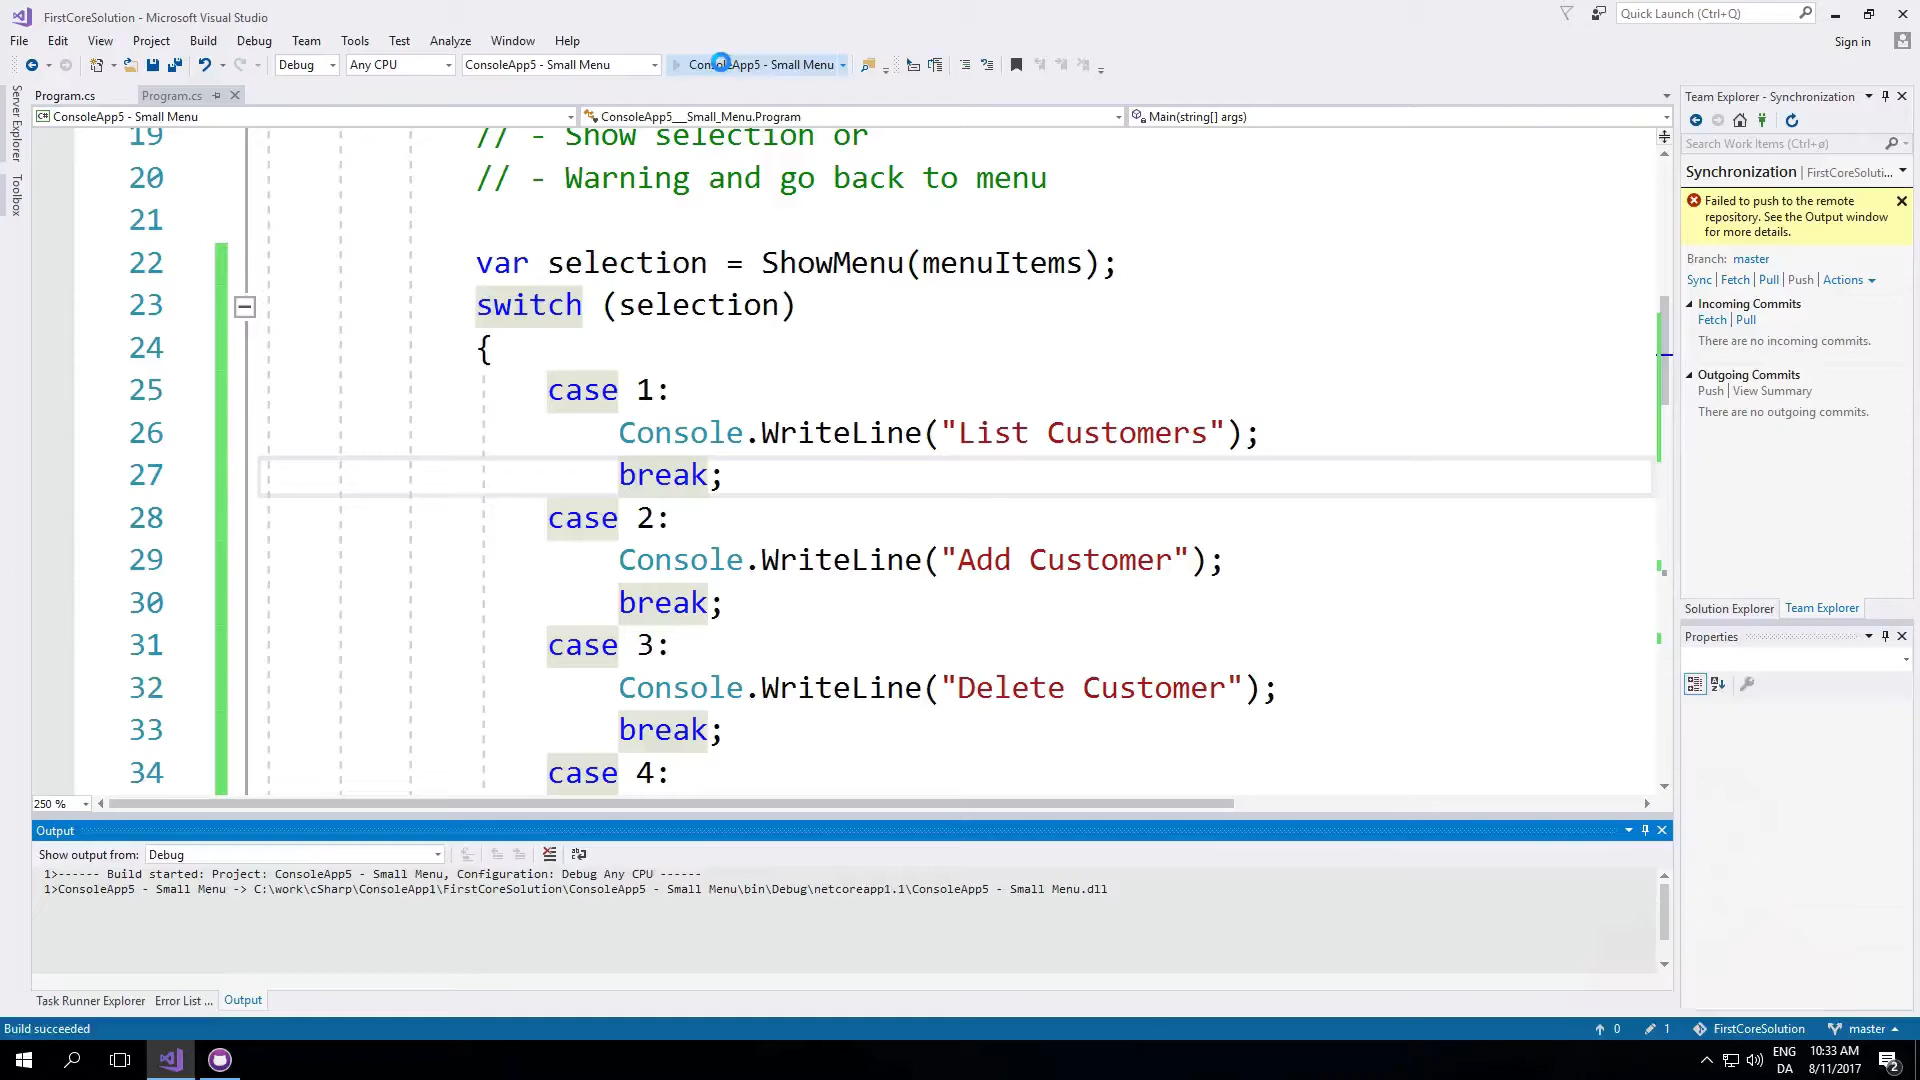 FirstCoreSolution - Microsoft Visual Studio
Quick Launch (Ctrl+Q)
File Edit View Project Build Debug Team Tools Test Analyze Window Help
Sign in
Debug
Any CPU
ConsoleApp5 - Small Menu
ConsoleApp5 - Small Menu
Server Explorer
Toolbox
Program.cs
Program.cs
ConsoleApp5 - Small Menu
ConsoleApp5__Small_Menu.Program
Main(string[] args)
19 // - Show selection or
20 // - Warning and go back to menu
21
22 var selection = ShowMenu(menuItems);
23 switch (selection)
24 {
25 case 1:
26 Console.WriteLine("List Customers");
27 break;
28 case 2:
29 Console.WriteLine("Add Customer");
30 break;
31 case 3:
32 Console.WriteLine("Delete Customer");
33 break;
34 case 4:
250 %
Output
Show output from: Debug
1>------ Build started: Project: ConsoleApp5 - Small Menu, Configuration: Debug Any CPU ------
1>ConsoleApp5 - Small Menu -> C:\work\cSharp\ConsoleApp1\FirstCoreSolution\ConsoleApp5 - Small Menu\bin\Debug\netcoreapp1.1\ConsoleApp5 - Small Menu.dll
Task Runner Explorer Error List ... Output
Team Explorer - Synchronization
Search Work Items (Ctrl+ø)
Synchronization | FirstCoreSoluti...
Failed to push to the remote
repository. See the Output window
for more details.
Branch: master
Sync | Fetch | Pull | Push | Actions
Incoming Commits
Fetch | Pull
There are no incoming commits.
Outgoing Commits
Push | View Summary
There are no outgoing commits.
Solution Explorer Team Explorer
Properties
Build succeeded
0
1
FirstCoreSolution
master
ENG
DA
10:33 AM
8/11/2017
2